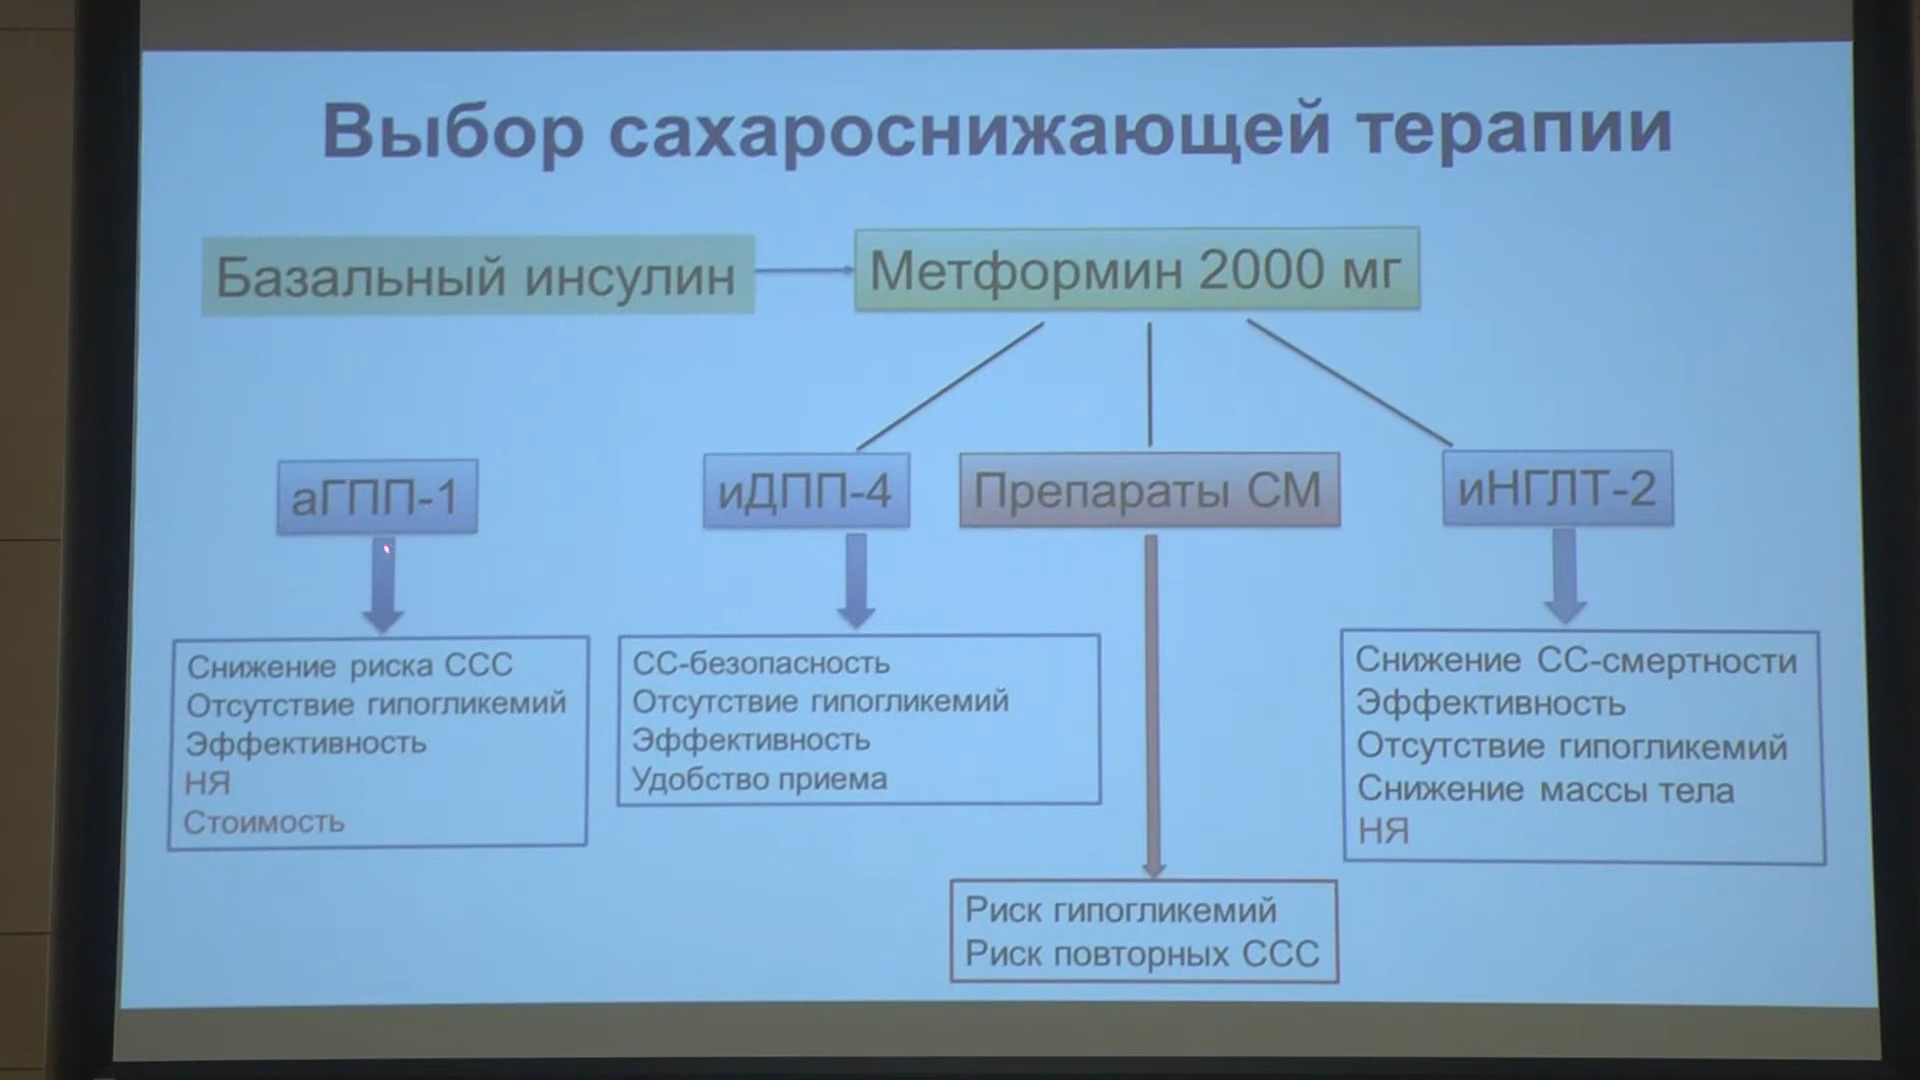 Выбор сахароснижающей терапии
Базальный инсулин
Метформин 2000 мг
аГПП-1
иДПП-4
Препараты СМ
иНГЛТ-2
Снижение риска ССС
Отсутствие гипогликемий
Эффективность
НЯ
Стоимость
СС-безопасность
Отсутствие гипогликемий
Эффективность
Удобство приема
Риск гипогликемий
Риск повторных ССС
Снижение СС-смертности
Эффективность
Отсутствие гипогликемий
Снижение массы тела
НЯ